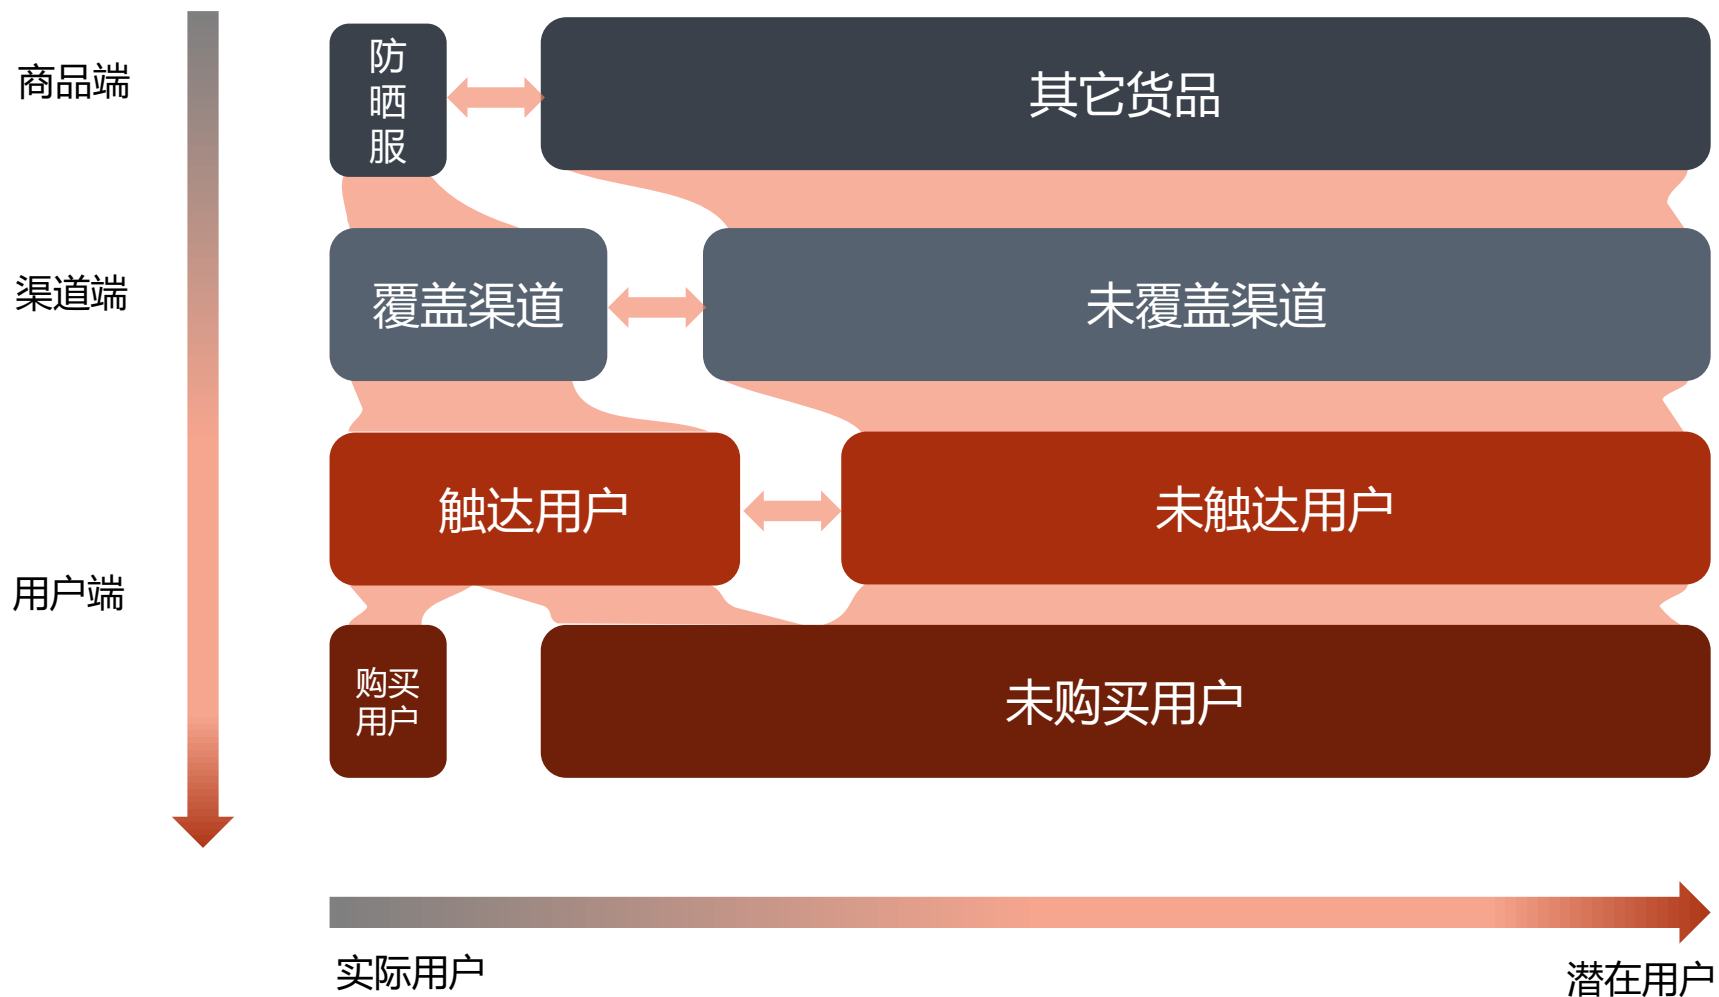 商品端
防
晒
服
其它货品
渠道端
覆盖渠道
未覆盖渠道
触达用户
未触达用户
用户端
购买
用户
未购买用户
实际用户
潜在用户